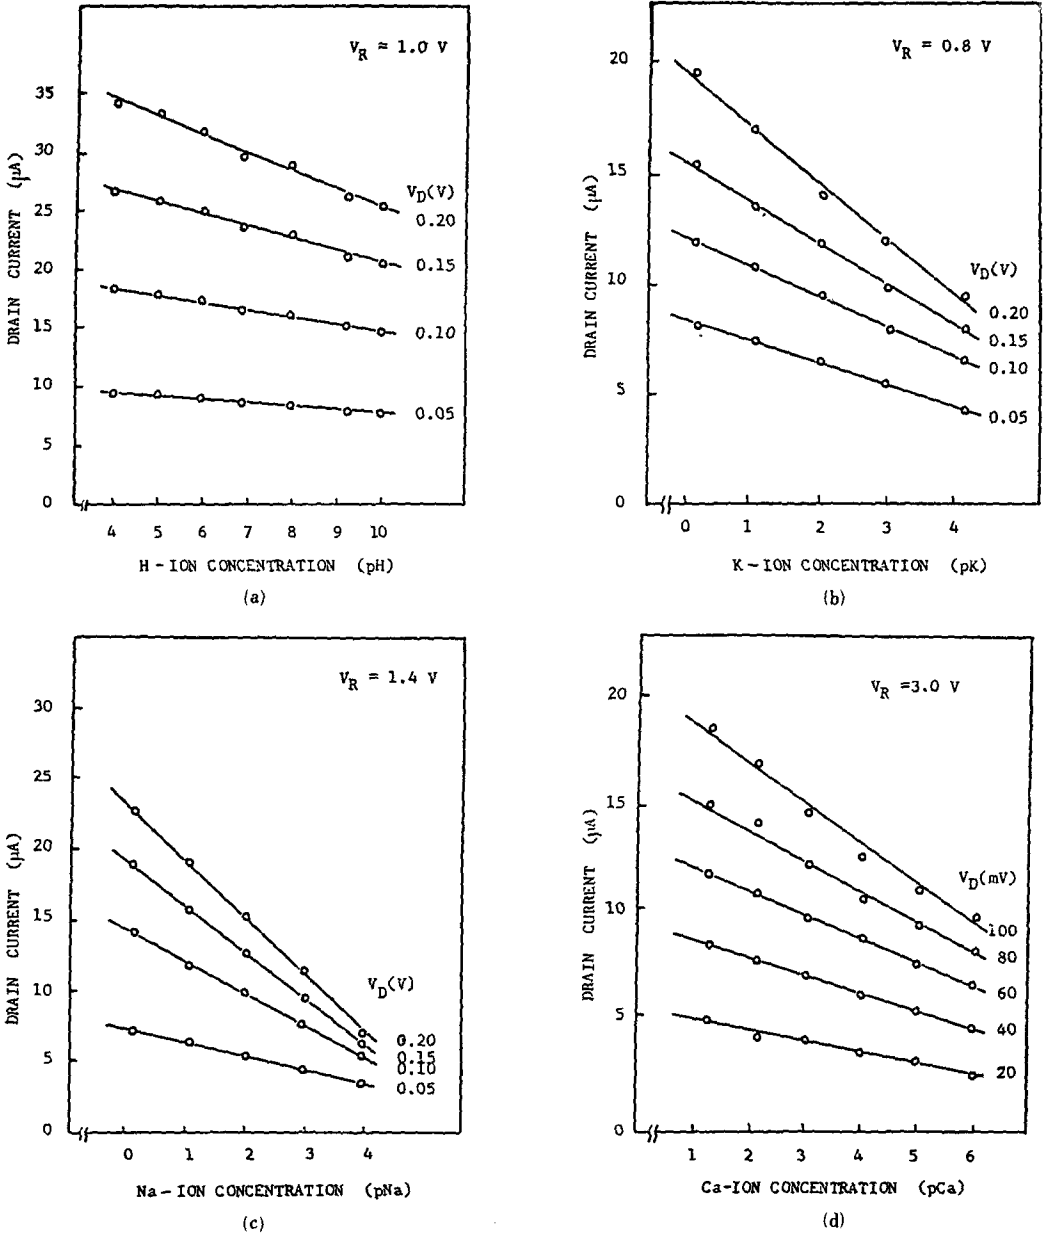 V_R = 1.0 V
35
30
25
20
15
10
5
0
DRAIN CURRENT (μA)
V_D(V)
0.20
0.15
0.10
0.05
4 5 6 7 8 9 10
H-ION CONCENTRATION (pH)
(a)
V_R = 0.8 V
20
15
10
5
0
DRAIN CURRENT (μA)
V_D(V)
0.20
0.15
0.10
0.05
0 1 2 3 4
K-ION CONCENTRATION (pK)
(b)
V_R = 1.4 V
30
25
20
15
10
5
0
DRAIN CURRENT (μA)
V_D(V)
0.20
0.15
0.10
0.05
0 1 2 3 4
Na-ION CONCENTRATION (pNa)
(c)
V_R =3.0 V
20
15
10
5
0
DRAIN CURRENT (μA)
V_D(mV)
100
80
60
40
20
1 2 3 4 5 6
Ca-ION CONCENTRATION (pCa)
(d)